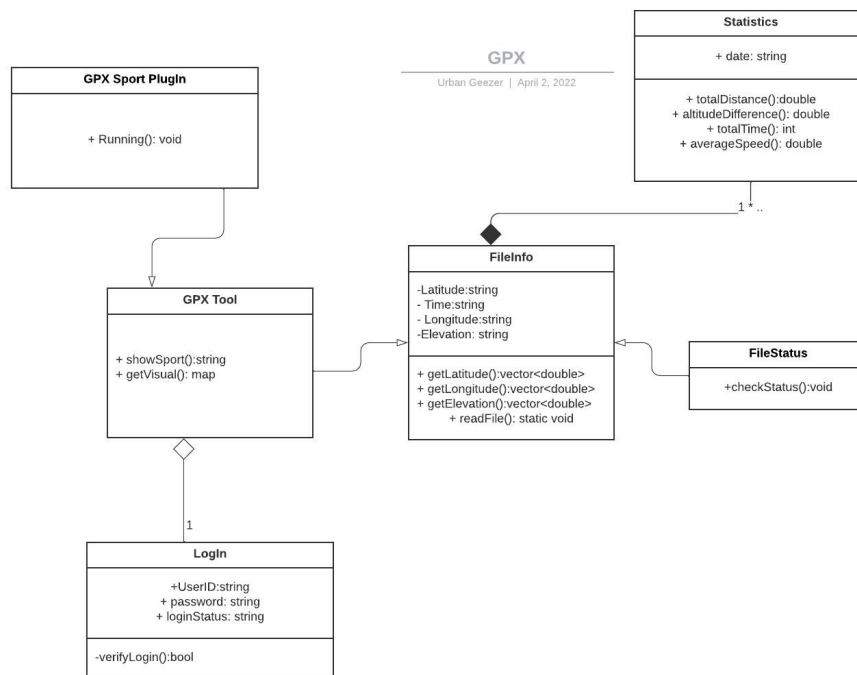 Statistics
+ date: string
+ totalDistance():double
+ altitudeDifference(): double
+ totalTime(): int
+ averageSpeed(): double
GPX
Urban Geezer | April 2, 2022
GPX Sport PlugIn
+ Running(): void
1 * ..
FileInfo
-Latitude:string
- Time:string
- Longitude:string
-Elevation: string
+ getLatitude():vector<double>
+ getLongitude():vector<double>
+ getElevation():vector<double>
+ readFile(): static void
GPX Tool
+ showSport():string
+ getVisual(): map
FileStatus
+checkStatus():void
1
LogIn
+UserID:string
+ password: string
+ loginStatus: string
-verifyLogin():bool